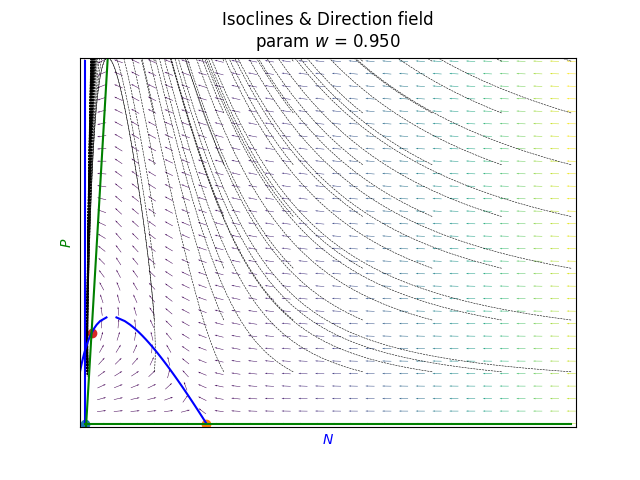 Isoclines & Direction field
param w = 0.950
P
N